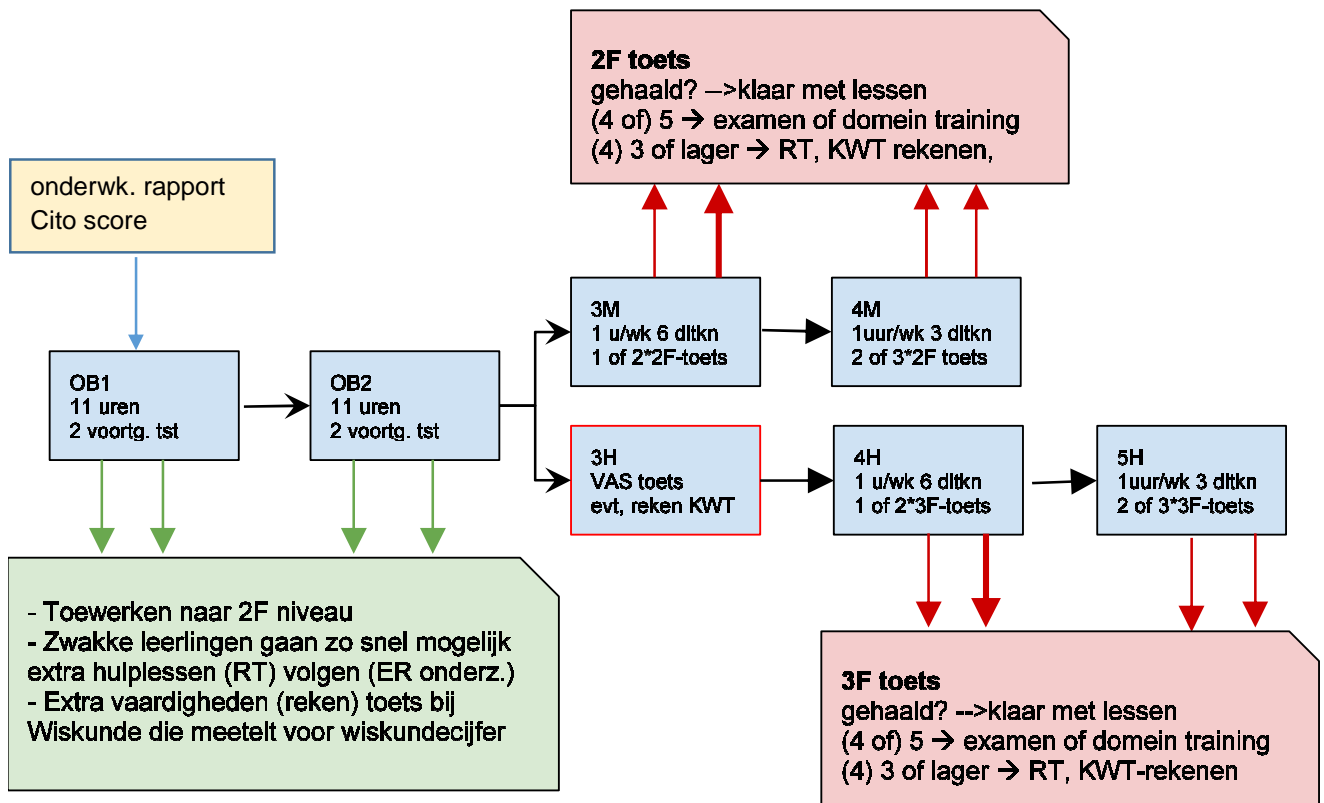 2F toets
gehaald? —>klaar met lessen
(4 of) 5 → examen of domein training
(4) 3 of lager → RT, KWT rekenen,
onderwk. rapport
Cito score
3M
1 u/wk 6 dltkn
1 of 2*2F-toets
4M
1uur/wk 3 dltkn
2 of 3*2F toets
OB1
11 uren
2 voortg. tst
OB2
11 uren
2 voortg. tst
3H
VAS toets
evt, reken KWT
4H
1 u/wk 6 dltkn
1 of 2*3F-toets
5H
1uur/wk 3 dltkn
2 of 3*3F-toets
- Toewerken naar 2F niveau
- Zwakke leerlingen gaan zo snel mogelijk
extra hulplessen (RT) volgen (ER onderz.)
- Extra vaardigheden (reken) toets bij
Wiskunde die meetelt voor wiskundecijfer
3F toets
gehaald? -->klaar met lessen
(4 of) 5 → examen of domein training
(4) 3 of lager → RT, KWT-rekenen